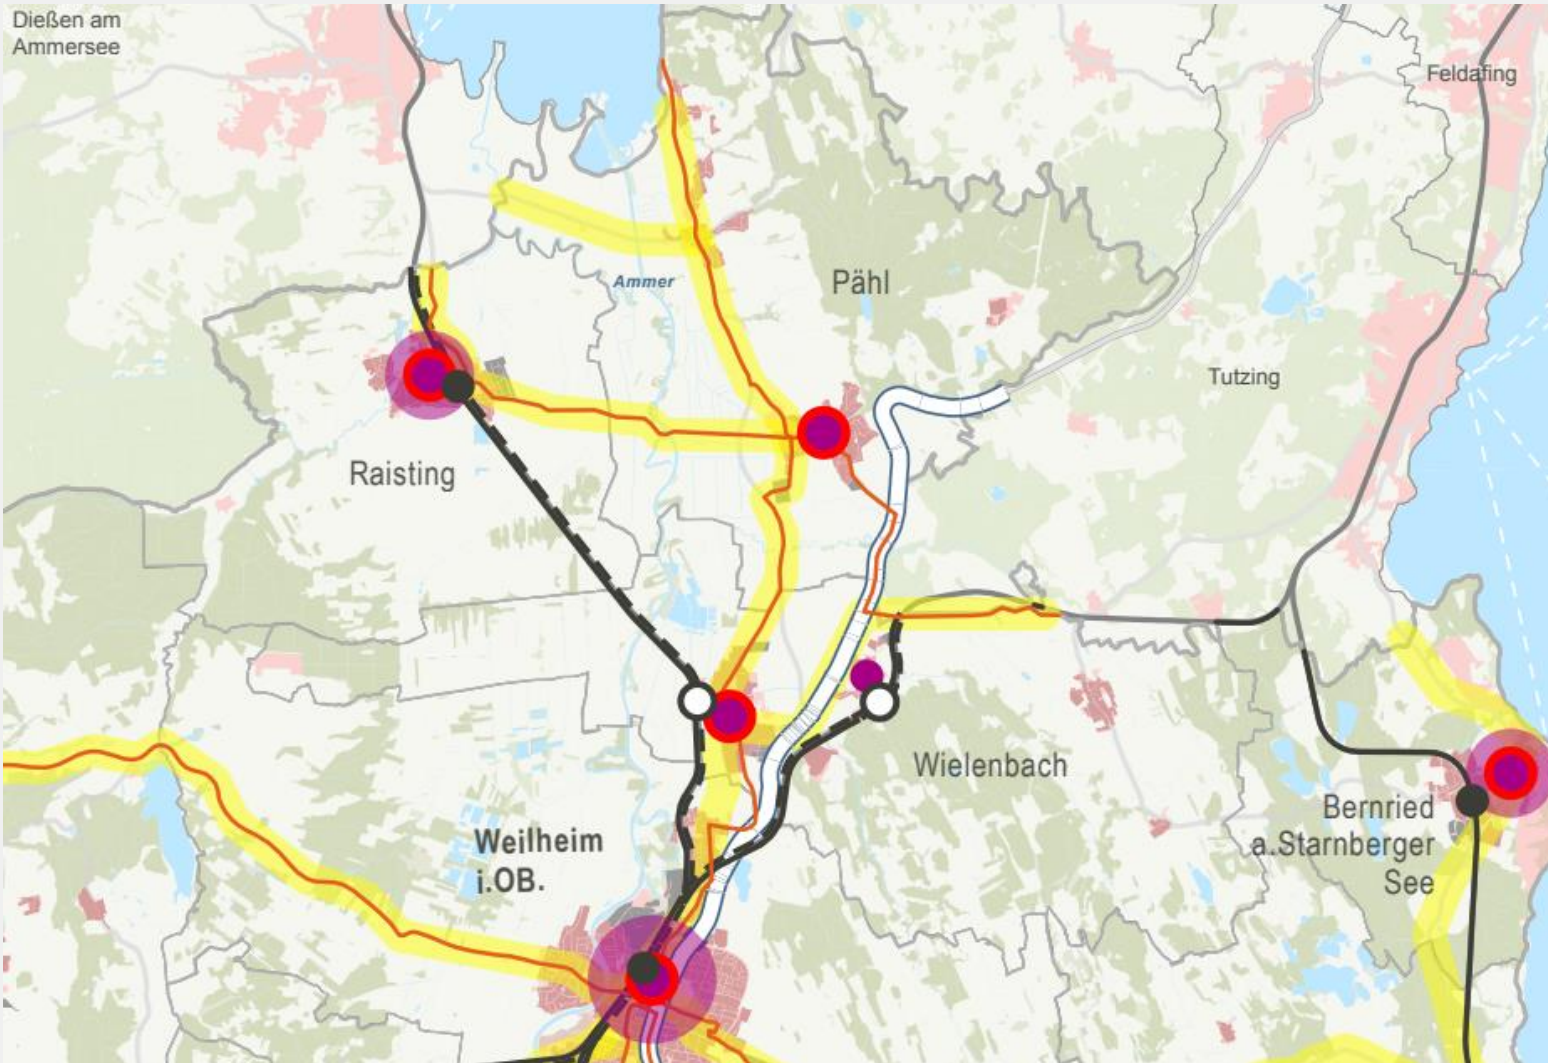 Dießen am
Ammersee
Feldafing
Ammer
Pähl
Tutzing
Raisting
Wielenbach
Weilheim
i.OB.
Bernried
a.Starnberger
See